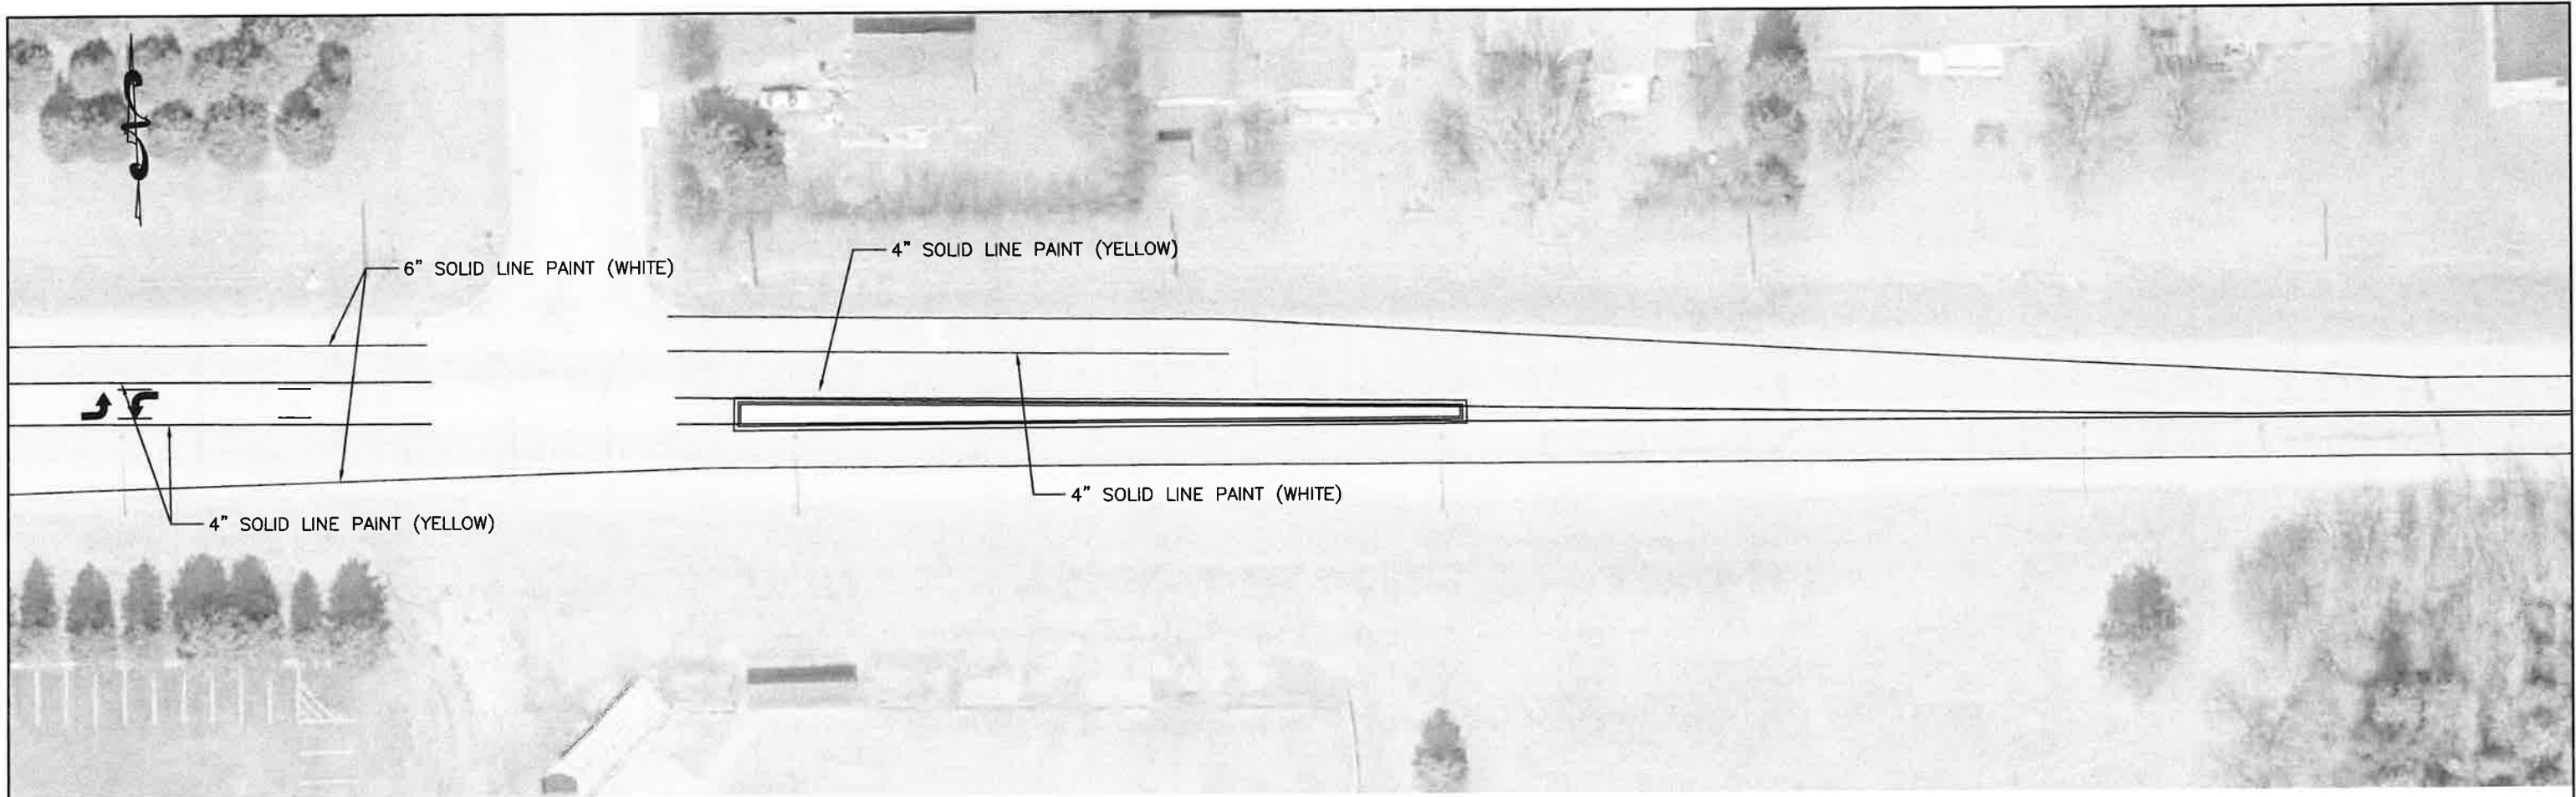 4" SOLID LINE PAINT (YELLOW)
6" SOLID LINE PAINT (WHITE)
4" SOLID LINE PAINT (WHITE)
4" SOLID LINE PAINT (YELLOW)